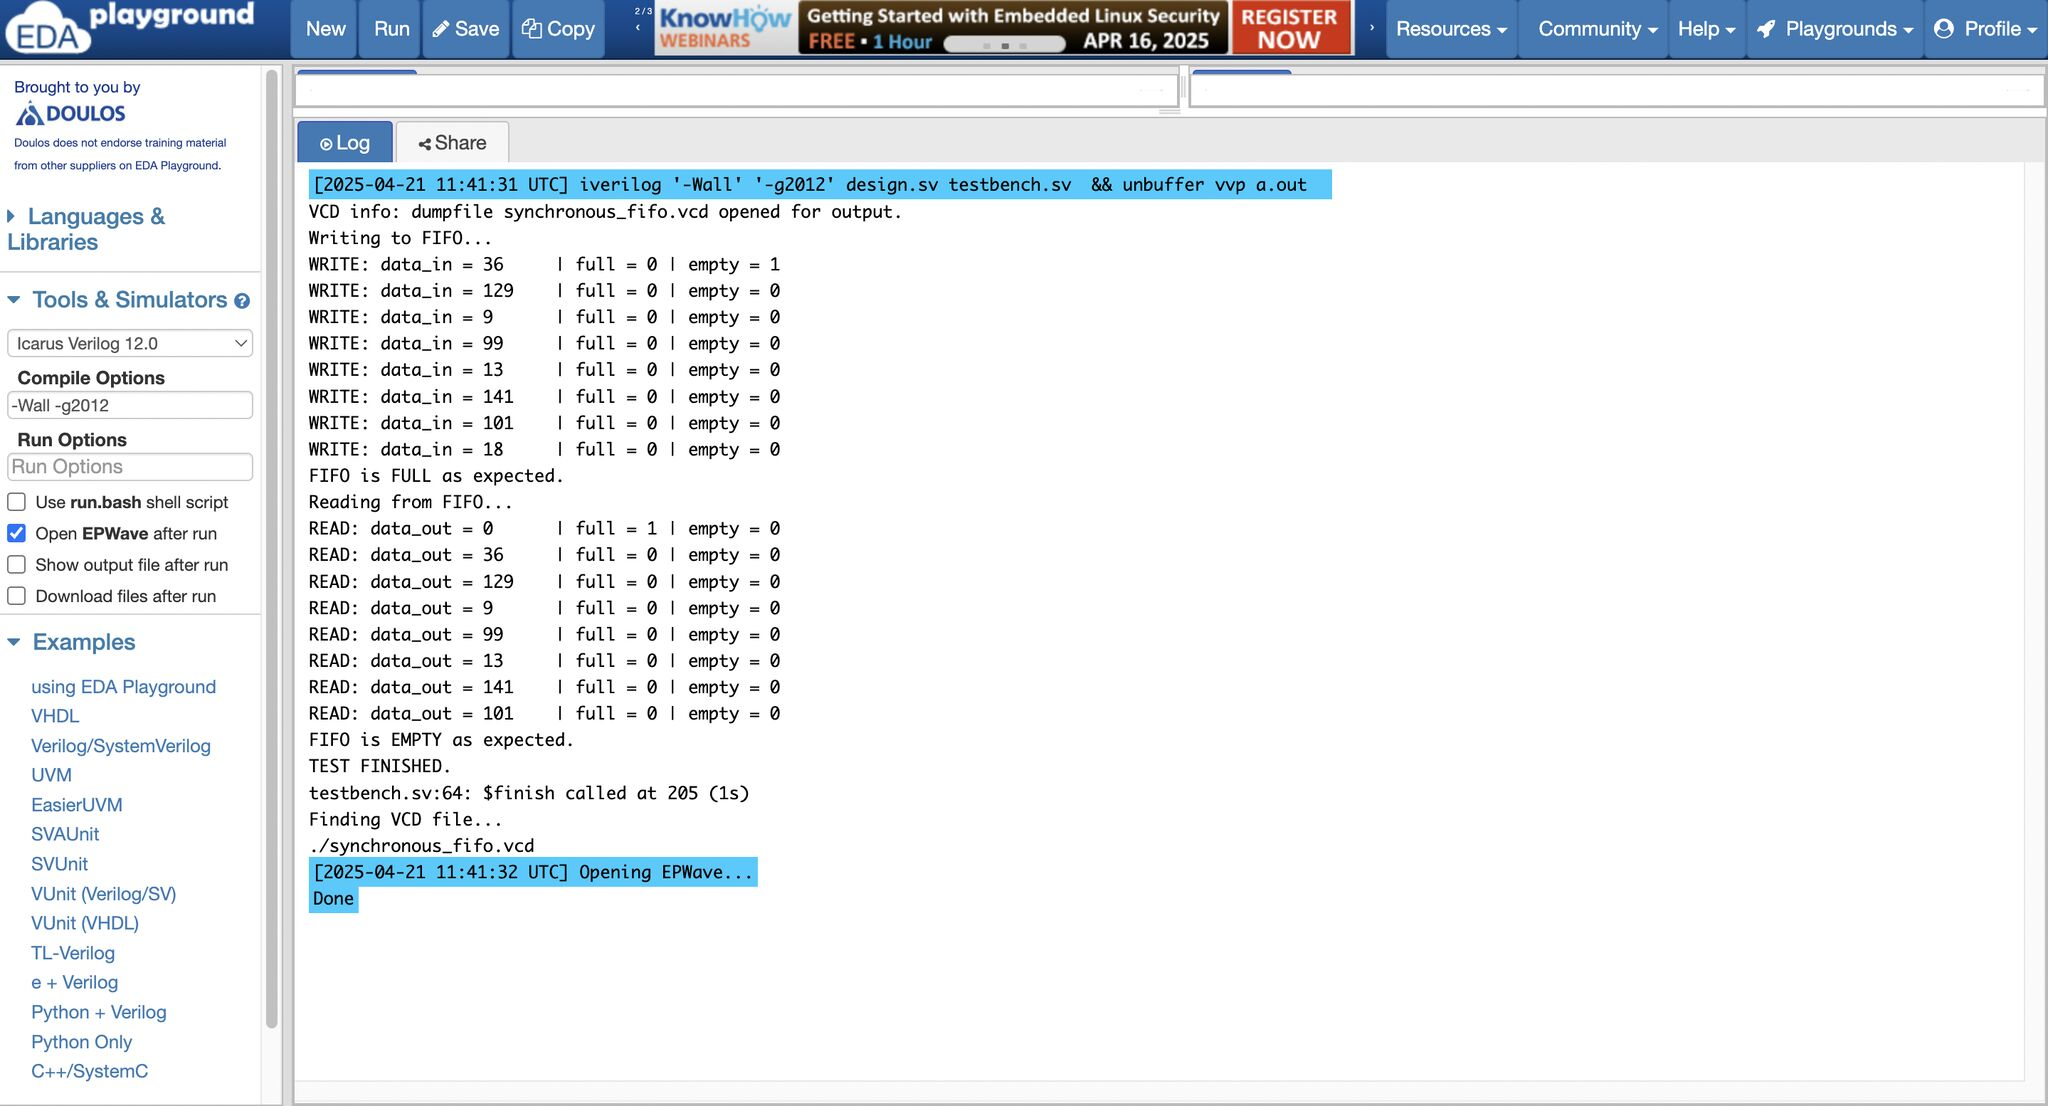 EDA playground
New
Run
Save
Copy
2/3
KnowHow
WEBINARS
Getting Started with Embedded Linux Security
FREE • 1 Hour
APR 16, 2025
REGISTER
NOW
Resources
Community
Help
Playgrounds
Profile
Brought to you by
DOULOS
Doulos does not endorse training material
from other suppliers on EDA Playground.
Languages &
Libraries
Tools & Simulators
Icarus Verilog 12.0
Compile Options
-Wall -g2012
Run Options
Run Options
Use run.bash shell script
Open EPWave after run
Show output file after run
Download files after run
Examples
using EDA Playground
VHDL
Verilog/SystemVerilog
UVM
EasierUVM
SVAUnit
SVUnit
VUnit (Verilog/SV)
VUnit (VHDL)
TL-Verilog
e + Verilog
Python + Verilog
Python Only
C++/SystemC
Log
Share
[2025-04-21 11:41:31 UTC] iverilog '-Wall' '-g2012' design.sv testbench.sv  && unbuffer vvp a.out
VCD info: dumpfile synchronous_fifo.vcd opened for output.
Writing to FIFO...
WRITE: data_in = 36     | full = 0 | empty = 1
WRITE: data_in = 129    | full = 0 | empty = 0
WRITE: data_in = 9      | full = 0 | empty = 0
WRITE: data_in = 99     | full = 0 | empty = 0
WRITE: data_in = 13     | full = 0 | empty = 0
WRITE: data_in = 141    | full = 0 | empty = 0
WRITE: data_in = 101    | full = 0 | empty = 0
WRITE: data_in = 18     | full = 0 | empty = 0
FIFO is FULL as expected.
Reading from FIFO...
READ: data_out = 0      | full = 1 | empty = 0
READ: data_out = 36     | full = 0 | empty = 0
READ: data_out = 129    | full = 0 | empty = 0
READ: data_out = 9      | full = 0 | empty = 0
READ: data_out = 99     | full = 0 | empty = 0
READ: data_out = 13     | full = 0 | empty = 0
READ: data_out = 141    | full = 0 | empty = 0
READ: data_out = 101    | full = 0 | empty = 0
FIFO is EMPTY as expected.
TEST FINISHED.
testbench.sv:64: $finish called at 205 (1s)
Finding VCD file...
./synchronous_fifo.vcd
[2025-04-21 11:41:32 UTC] Opening EPWave...
Done